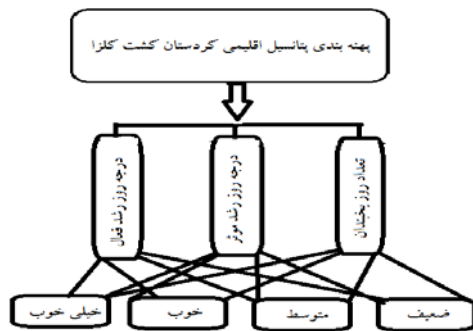 پهنه بندی پتانسیل اقلیمی کردستان کشت کلزا
تعداد روز یخبندان
درجه روز رشد موثر
درجه روز رشد فعال
ضعیف
متوسط
خوب
خیلی خوب